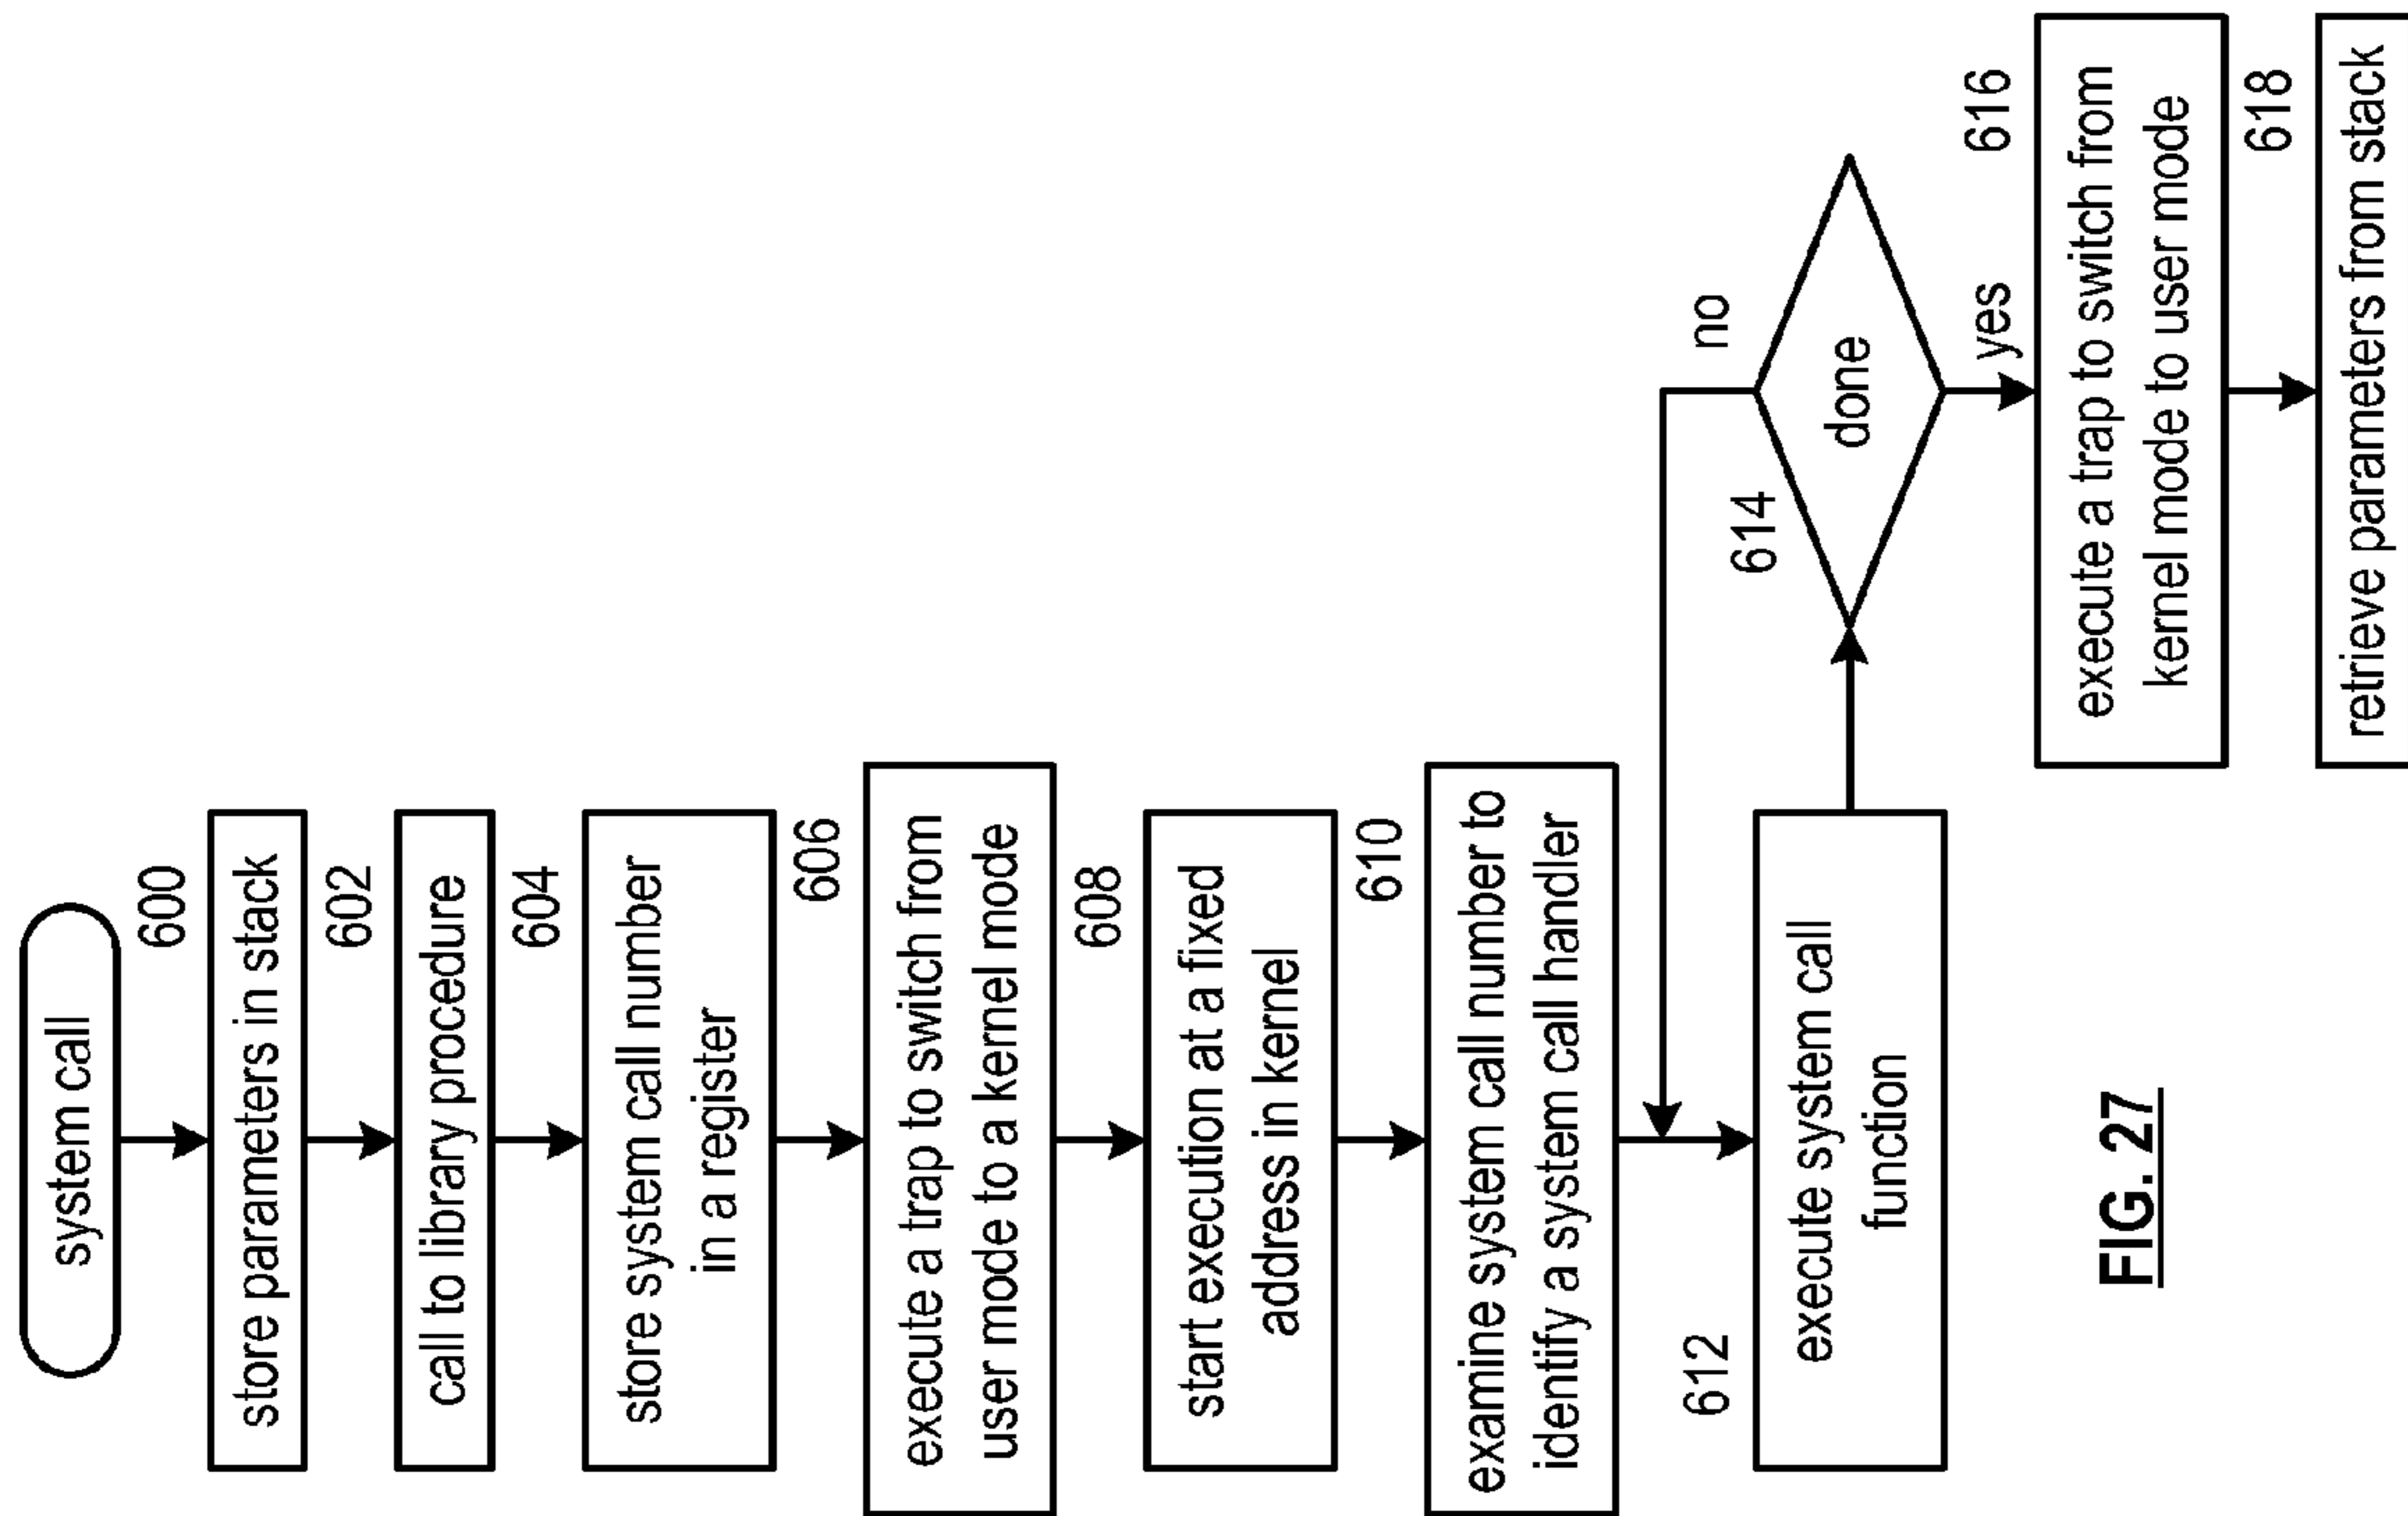 system call
600
store parameters in stack
602
call to library procedure
604
store system call number
in a register
606
execute a trap to switch from
user mode to a kernel mode
608
start execution at a fixed
address in kernel
610
examine system call number to
identify a system call handler
612
execute system call
function
no
614
done
yes
616
execute a trap to switch from
kernel mode to user mode
618
retrieve parameters from stack
FIG. 27